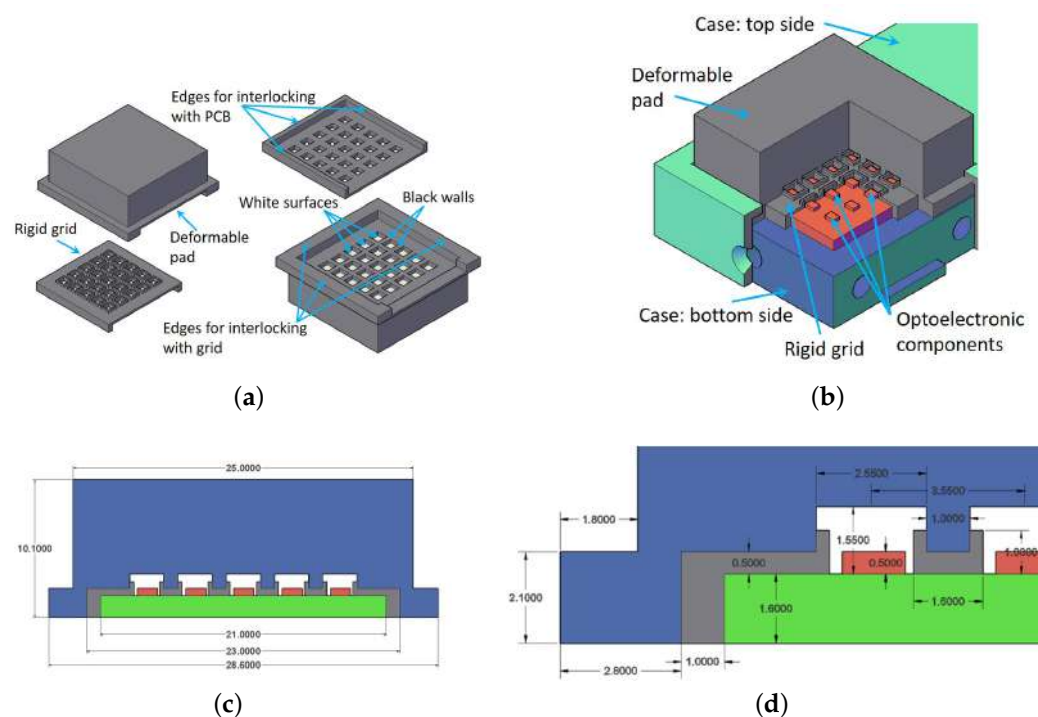 Edges for interlocking
with PCB
White surfaces
Black walls
Rigid grid
Deformable
pad
Edges for interlocking
with grid
(a)
Case: top side
Deformable
pad
Case: bottom side
Rigid grid
Optoelectronic
components
(b)
25.0000
10.1000
21.0000
23.0000
28.6000
(c)
2.5500
3.5500
1.8000
1.0000
1.5500
1.0000
0.5000
0.5000
2.1000
1.6000
1.6000
2.8000
1.0000
(d)